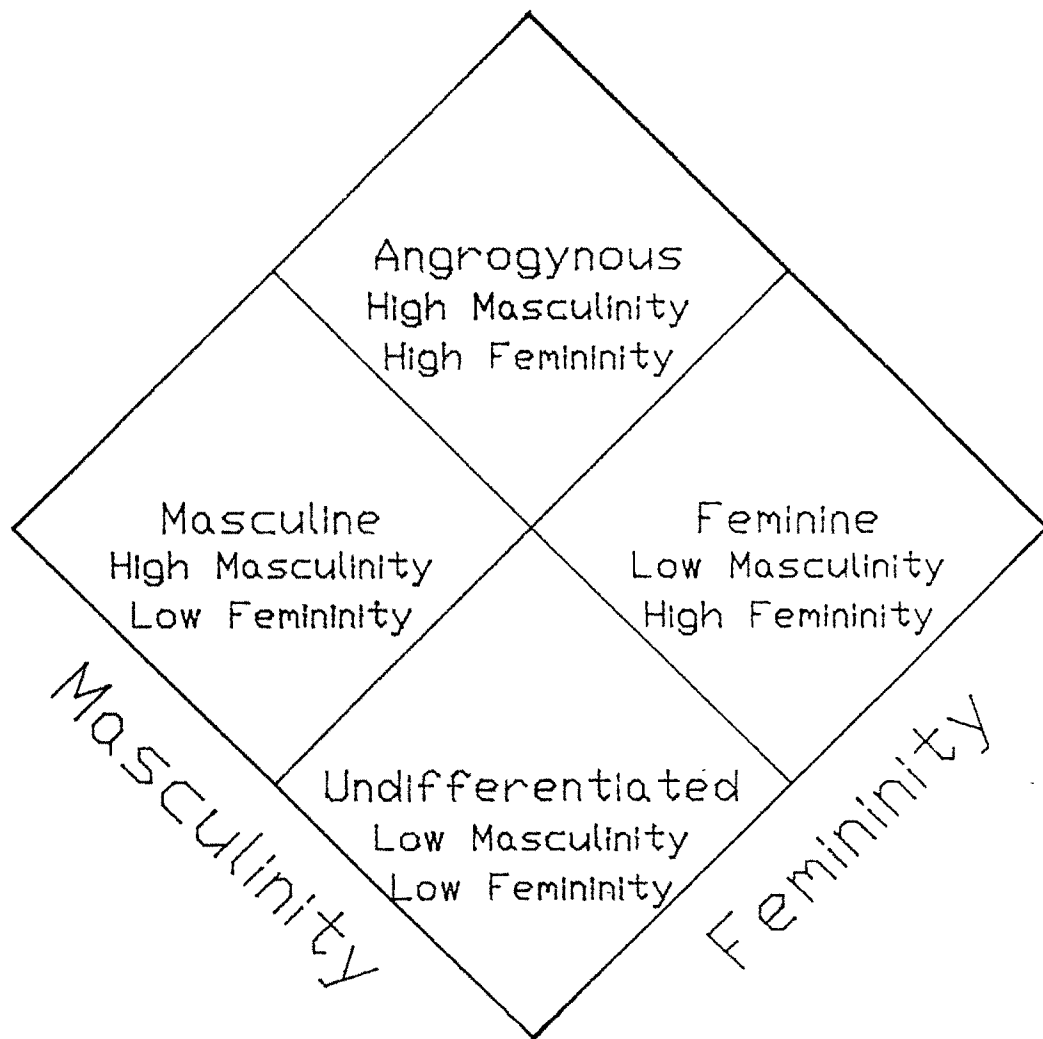 Angrogynous
High Masculinity
High Femininity
Masculine
High Masculinity
Low Femininity
Feminine
Low Masculinity
High Femininity
Undifferentiated
Low Masculinity
Low Femininity
Masculinity
Femininity